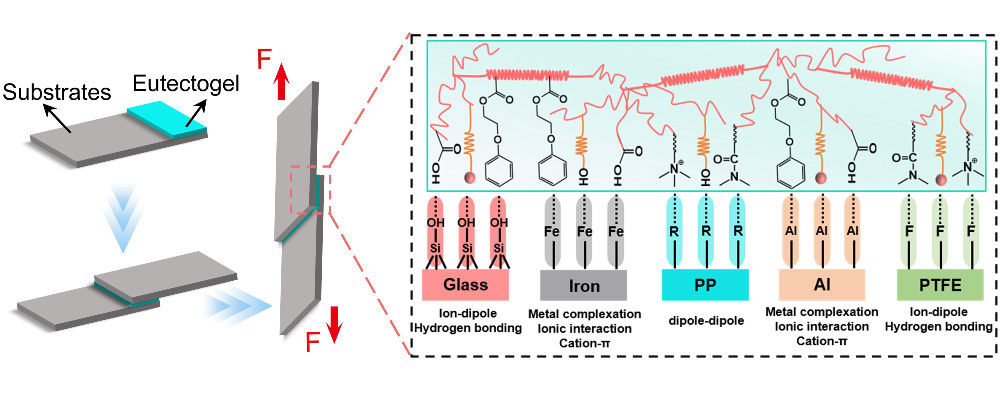 Substrates
Eutectogel
F
F
O
O
O
O
O
O
O
O
O
O
OH
OH
O
OH
N⊕
OH
O=C
N
O
O
O
O
OH
O=C
N
N⊕
OH OH OH
Si Si Si
Fe Fe Fe
R R R
Al Al Al
F F F
Glass
Iron
PP
Al
PTFE
Ion-dipole
Hydrogen bonding
Metal complexation
Ionic interaction
Cation-π
dipole-dipole
Metal complexation
Ionic interaction
Cation-π
Ion-dipole
Hydrogen bonding